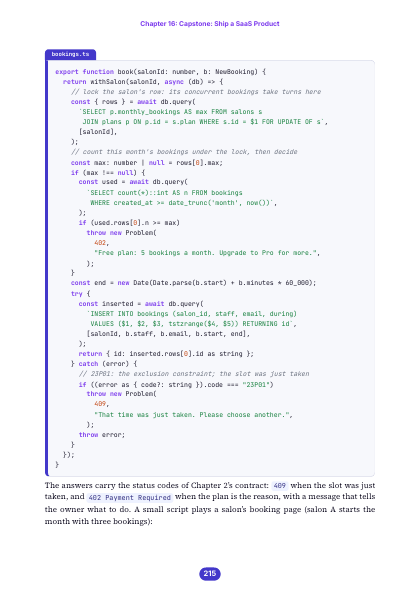 Chapter 16: Capstone: Ship a SaaS Product
bookings.ts
export function book(salonId: number, b: NewBooking) {
  return withSalon(salonId, async (db) => {
    // lock the salon's row: its concurrent bookings take turns here
    const { rows } = await db.query(
      `SELECT p.monthly_bookings AS max FROM salons s
       JOIN plans p ON p.id = s.plan WHERE s.id = $1 FOR UPDATE OF s`,
      [salonId],
    );
    // count this month's bookings under the lock, then decide
    const max: number | null = rows[0].max;
    if (max !== null) {
      const used = await db.query(
        `SELECT count(*)::int AS n FROM bookings
         WHERE created_at >= date_trunc('month', now())`,
      );
      if (used.rows[0].n >= max)
        throw new Problem(
          402,
          "Free plan: 5 bookings a month. Upgrade to Pro for more.",
        );
    }
    const end = new Date(Date.parse(b.start) + b.minutes * 60_000);
    try {
      const inserted = await db.query(
        `INSERT INTO bookings (salon_id, staff, email, during)
         VALUES ($1, $2, $3, tstzrange($4, $5)) RETURNING id`,
        [salonId, b.staff, b.email, b.start, end],
      );
      return { id: inserted.rows[0].id as string };
    } catch (error) {
      // 23P01: the exclusion constraint; the slot was just taken
      if ((error as { code?: string }).code === "23P01")
        throw new Problem(
          409,
          "That time was just taken. Please choose another.",
        );
      throw error;
    }
  });
}
The answers carry the status codes of Chapter 2's contract: 409 when the slot was just
taken, and 402 Payment Required when the plan is the reason, with a message that tells
the owner what to do. A small script plays a salon's booking page (salon A starts the
month with three bookings):
215